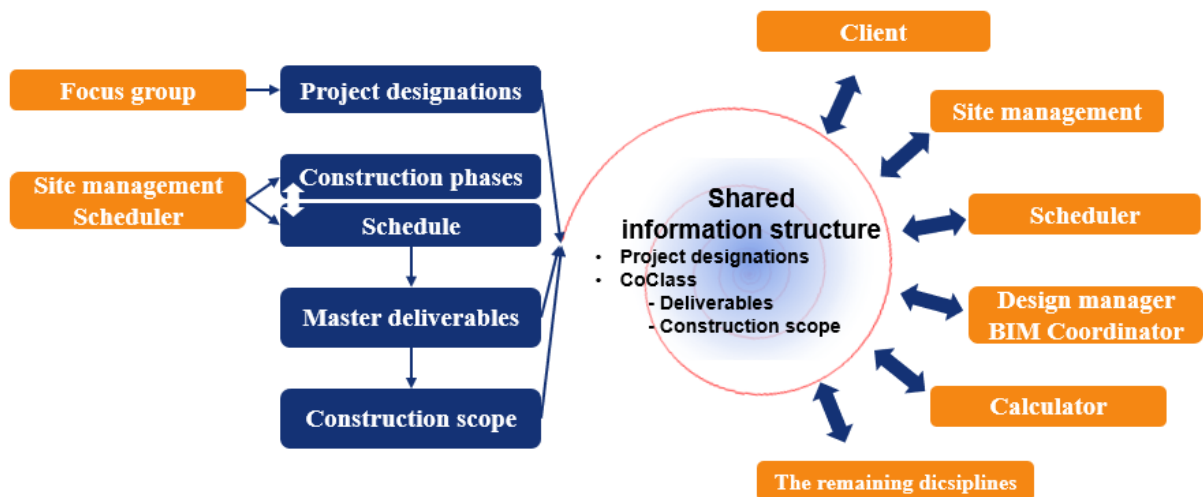 Focus group
Project designations
Site management
Scheduler
Construction phases
Schedule
Master deliverables
Construction scope
Shared
information structure
• Project designations
• CoClass
- Deliverables
- Construction scope
Client
Site management
Scheduler
Design manager
BIM Coordinator
Calculator
The remaining dicsiplines